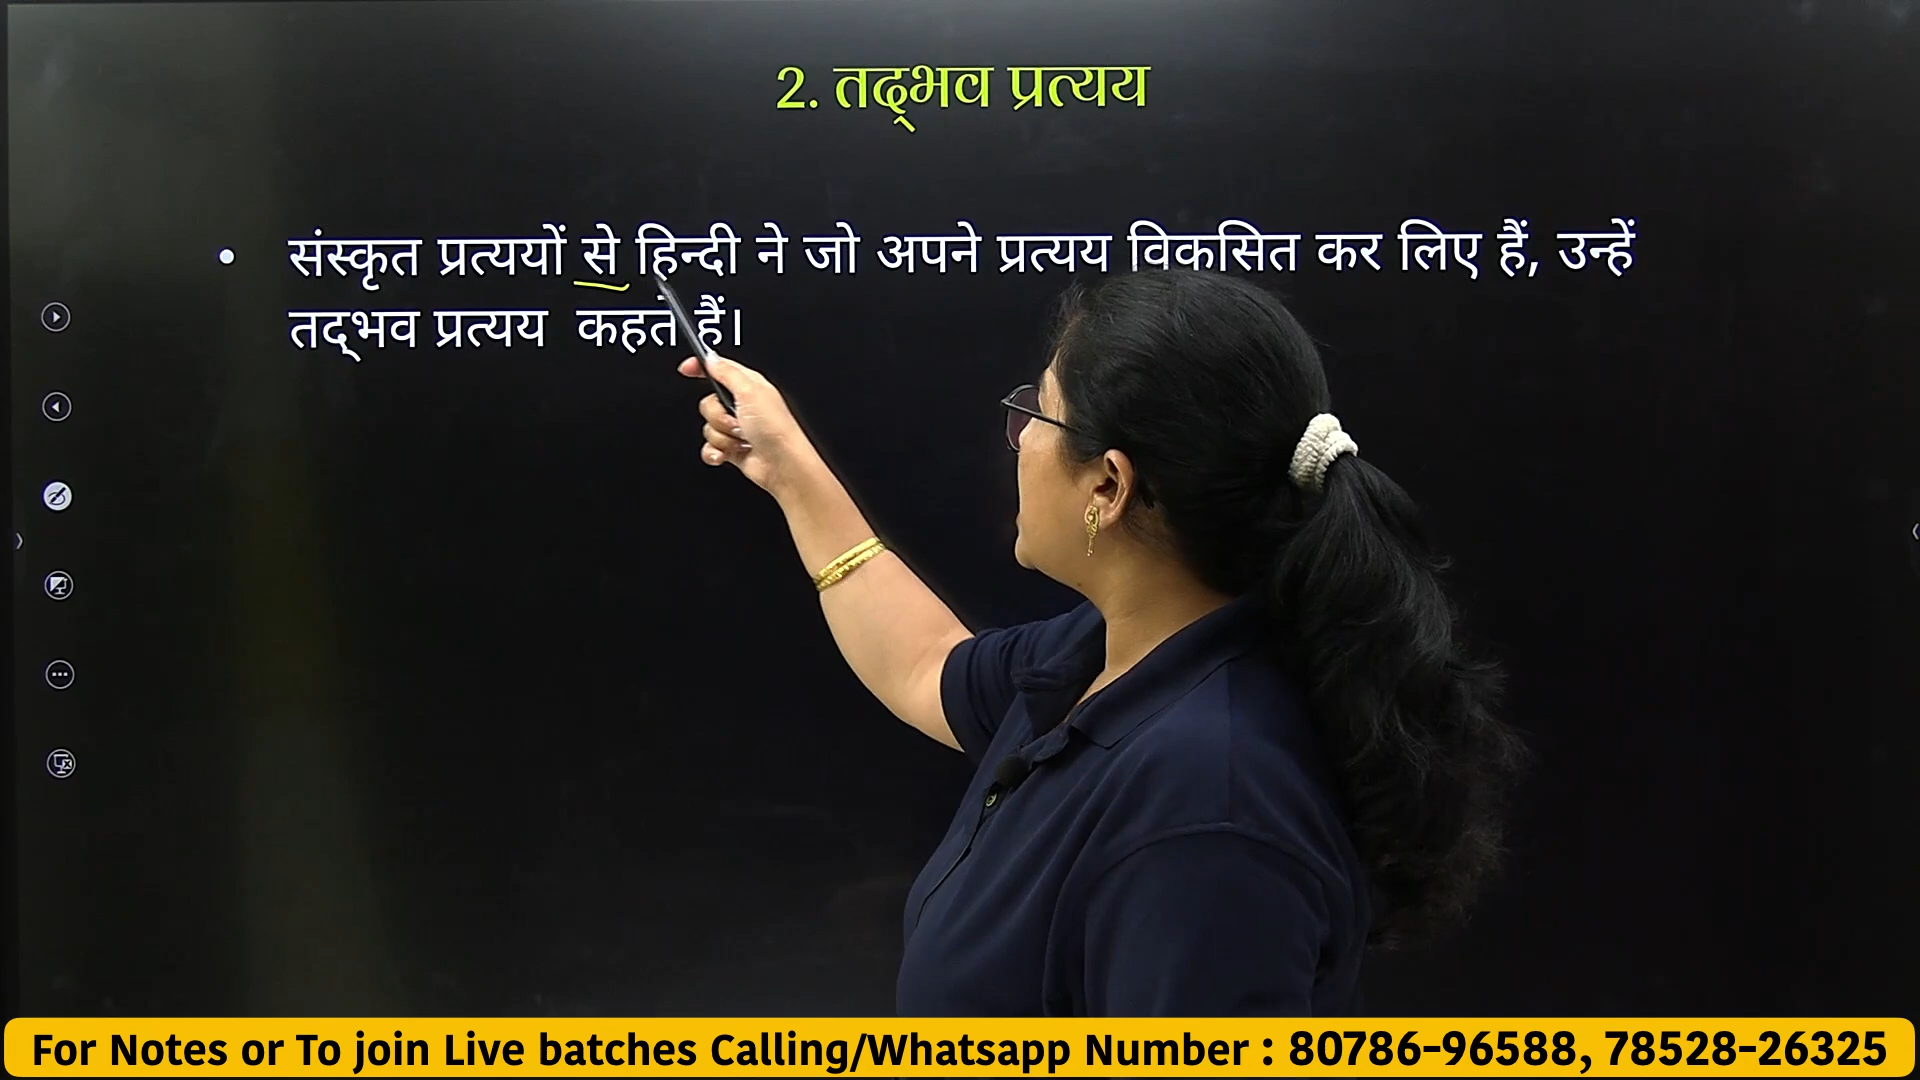 2. तद्‌भव प्रत्यय
• संस्कृत प्रत्ययों से हिन्दी ने जो अपने प्रत्यय विकसित कर लिए हैं, उन्हें
तद्‌भव प्रत्यय कहते हैं।
For Notes or To join Live batches Calling/Whatsapp Number : 80786-96588, 78528-26325